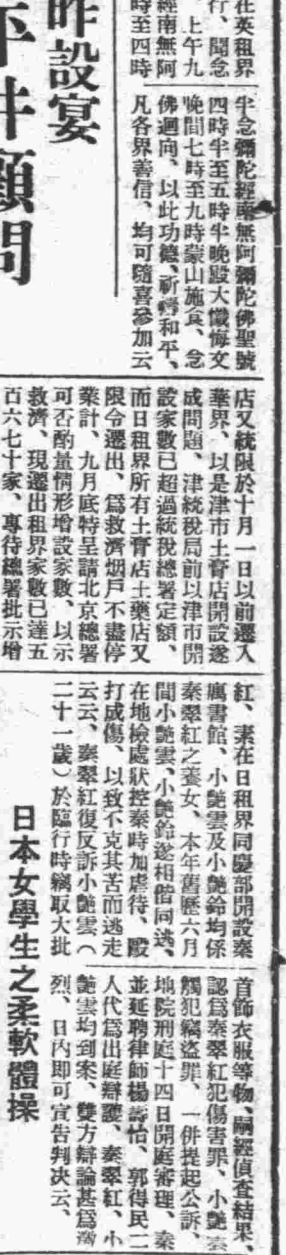 在英租界
行、開念
上午九
經南無阿
時至四時
半念彌陀經南無阿彌陀佛聖號
四時半至五時半晚殿大懺悔文
晚間七時至九時蒙山施食、念
佛迴向、以此功德、祈禱和平、
凡各界善信、均可隨喜參加云
昨設宴
平井顧問
店又統限於十月一日以前遷入
華界、以是津市土膏店開設遂
成問題、津統稅局前以津市開
設家數已超過統稅總署定額、
而日租界所有土膏店土藥店又
限令遷出、爲救濟烟戶不盡停
業計、九月底特呈請北京總署
可否酌量情形增設家數、以示
救濟、現遷出租界家數已達五
百六七十家、專待總署批示增
紅、素在日租界同慶部開設秦
寓書館、小艶雲及小艶鈴均係
秦翠紅之養女、本年舊歷六月
間小艶雲、小艶鈴遂相偕同逃、
在地檢處狀控秦時加虐待、毆
打成傷、以致不克其苦而逃走
云云、秦翠紅復反訴小艶雲（
二十一歲）於臨行時竊取大批
首飾衣服等物、嗣經偵查結果、
認爲秦翠紅犯傷害罪、小艶雲
觸犯竊盜罪、一併提起公訴、
地院刑庭十四日開庭審理、秦
並延聘律師楊壽怡、郭得民二
人代爲出庭辯護、秦翠紅、小
艶雲均到案、雙方辯論甚爲激
烈、日內即可宣告判决云、
日本女學生之柔軟體操